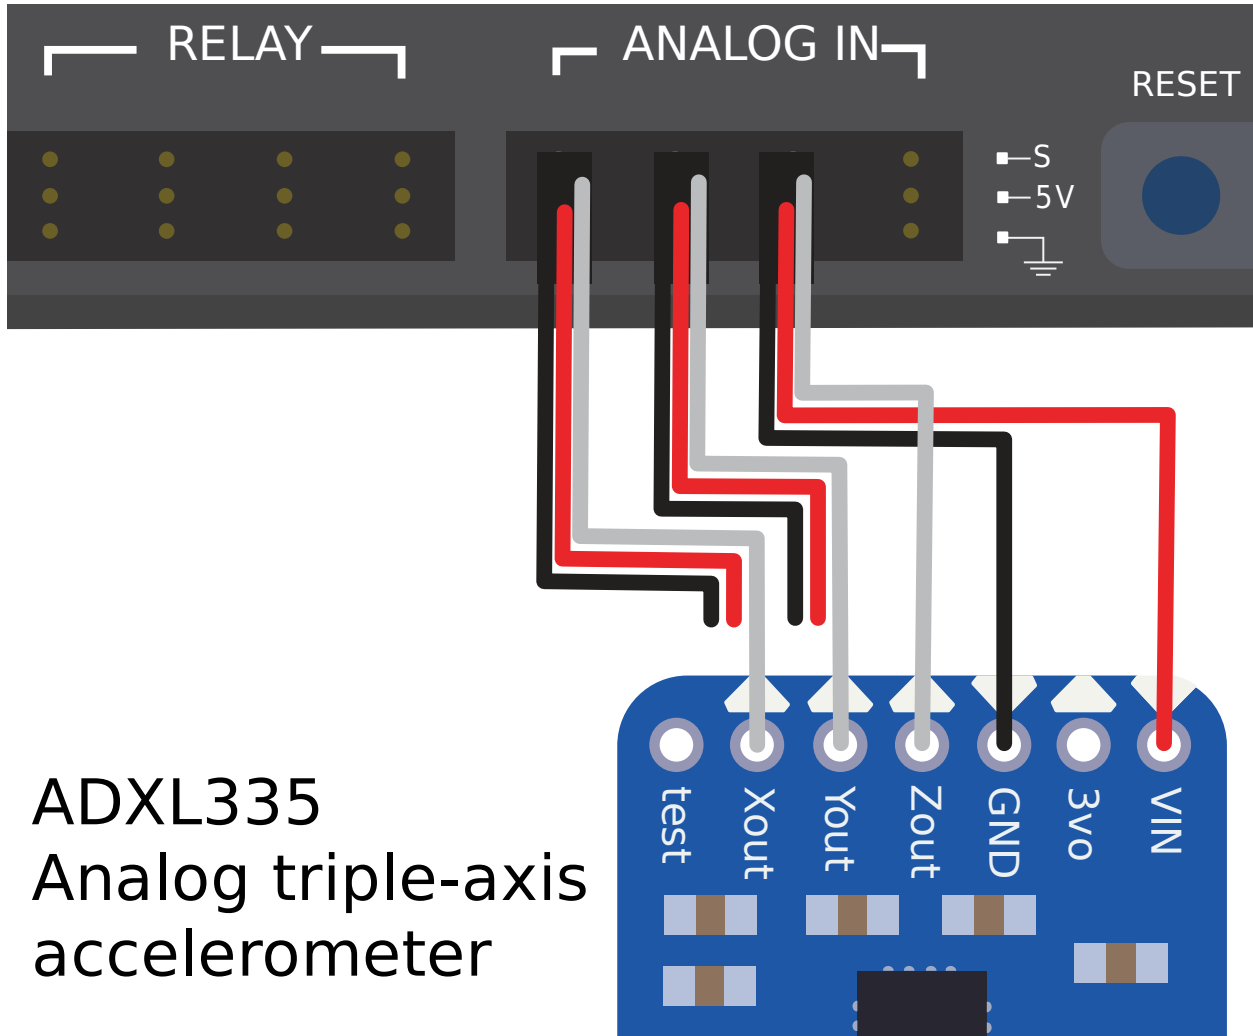 RELAY
ANALOG IN
RESET
S
5V
test
Xout
Yout
Zout
GND
3vo
VIN
ADXL335
Analog triple-axis
accelerometer